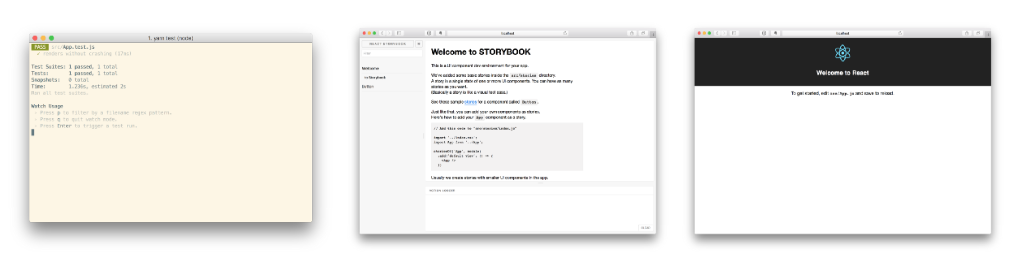 1. yarn test (node)
PASS src/App.test.js
✓ renders without crashing (17ms)
Test Suites: 1 passed, 1 total
Tests: 1 passed, 1 total
Snapshots: 0 total
Time: 1.236s, estimated 2s
Ran all test suites.
Watch Usage
› Press p to filter by a filename regex pattern.
› Press q to quit watch mode.
› Press Enter to trigger a test run.
localhost
Welcome
to Storybook
Button
Welcome to STORYBOOK
This is a UI component dev environment for your app.
We've added some basic stories inside the src/stories directory.
A story is a single state of one or more UI components. You can have as many
stories as you want.
(Basically a story is like a visual test case.)
See these sample stories for a component called Button.
Just like that, you can add your own components as stories.
Here's how to add your App component as a story.
import App from '../App';
<App />
Usually we create stories with smaller UI components in the app.
ACTION LOGGER
localhost
Welcome to React
To get started, edit src/App.js and save to reload.